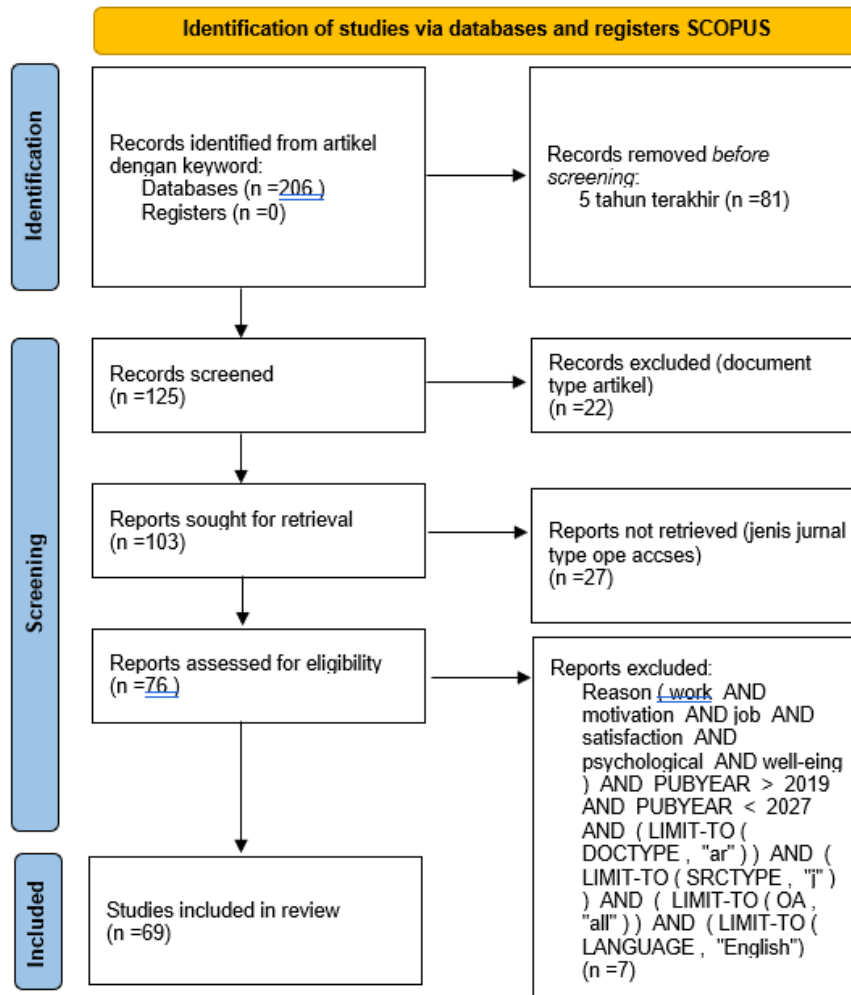 Identification of studies via databases and registers SCOPUS
Identification
Records identified from artikel
dengan keyword:
Databases (n =206 )
Registers (n =0)
Records removed before
screening:
5 tahun terakhir (n =81)
Screening
Records screened
(n =125)
Records excluded (document
type artikel)
(n =22)
Reports sought for retrieval
(n =103)
Reports not retrieved (jenis jurnal
type ope accses)
(n =27)
Reports assessed for eligibility
(n =76 )
Reports excluded:
Reason ( work AND
motivation AND job AND
satisfaction AND
psychological AND well-eing
) AND PUBYEAR > 2019
AND PUBYEAR < 2027
AND ( LIMIT-TO (
DOCTYPE , "ar" ) ) AND (
LIMIT-TO ( SRCTYPE , "j" )
) AND ( LIMIT-TO ( OA ,
"all" ) ) AND ( LIMIT-TO (
LANGUAGE , "English")
(n =7)
Included
Studies included in review
(n =69)